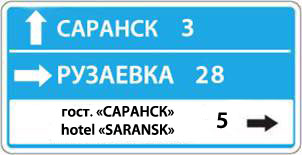 САРАНСК 3
РУЗАЕВКА 28
гост. «САРАНСК»
hotel «SARANSK» 5